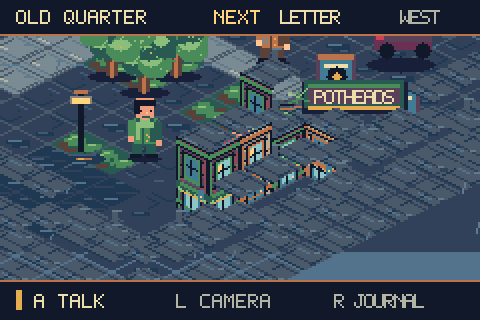 OLD QUARTER
NEXT LETTER
WEST
POTHEADS
A TALK
L CAMERA
R JOURNAL